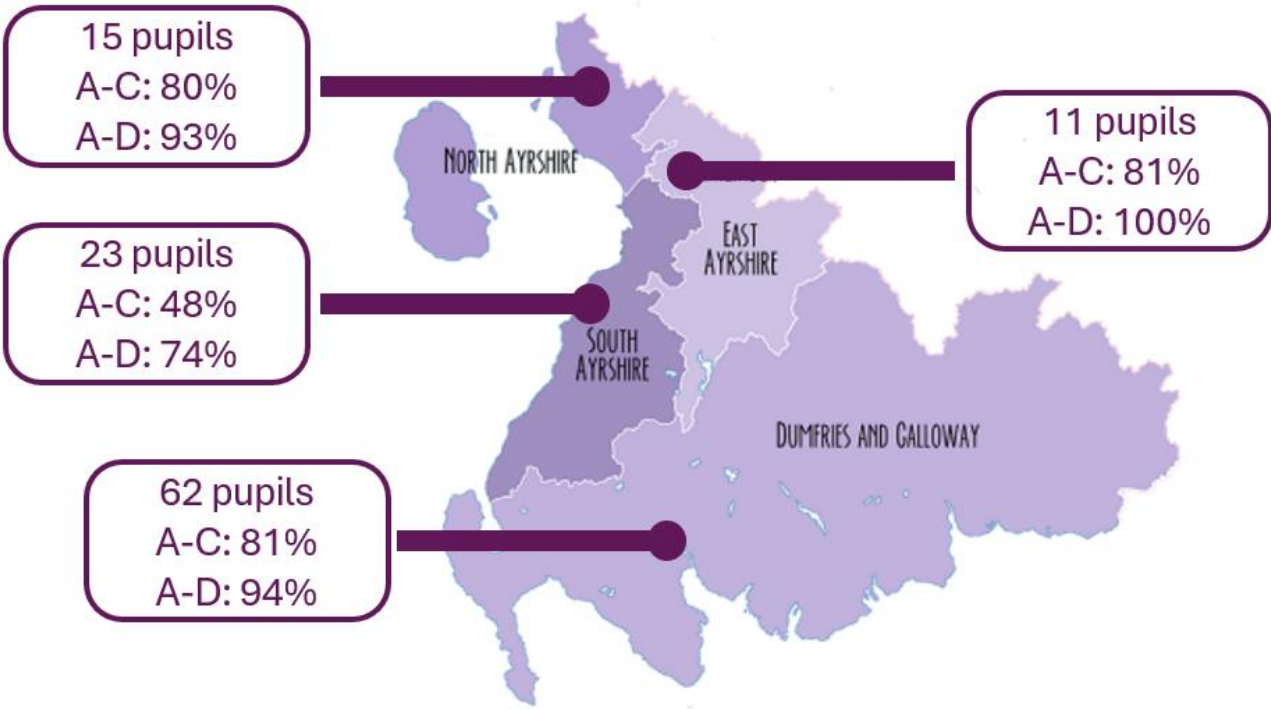 15 pupils
A-C: 80%
A-D: 93%
11 pupils
A-C: 81%
A-D: 100%
NORTH AYRSHIRE
23 pupils
A-C: 48%
A-D: 74%
EAST
AYRSHIRE
SOUTH
AYRSHIRE
62 pupils
A-C: 81%
A-D: 94%
DUMFRIES AND GALLOWAY